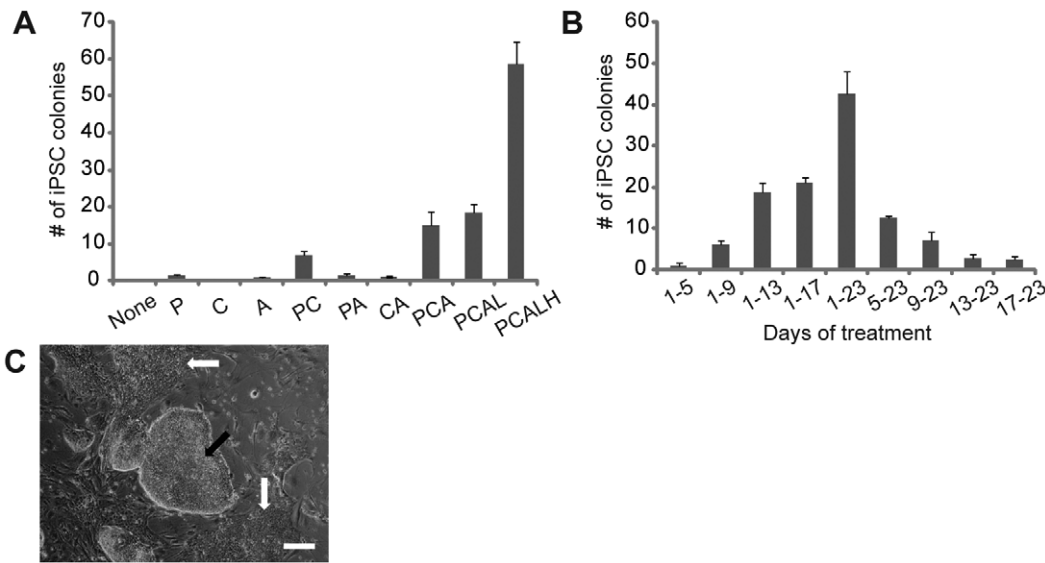 A
# of iPSC colonies
70
60
50
40
30
20
10
0
None P C A PC PA CA PCA PCAL PCALH
B
# of iPSC colonies
60
50
40
30
20
10
0
1-5 1-9 1-13 1-17 1-23 5-23 9-23 13-23 17-23
Days of treatment
C